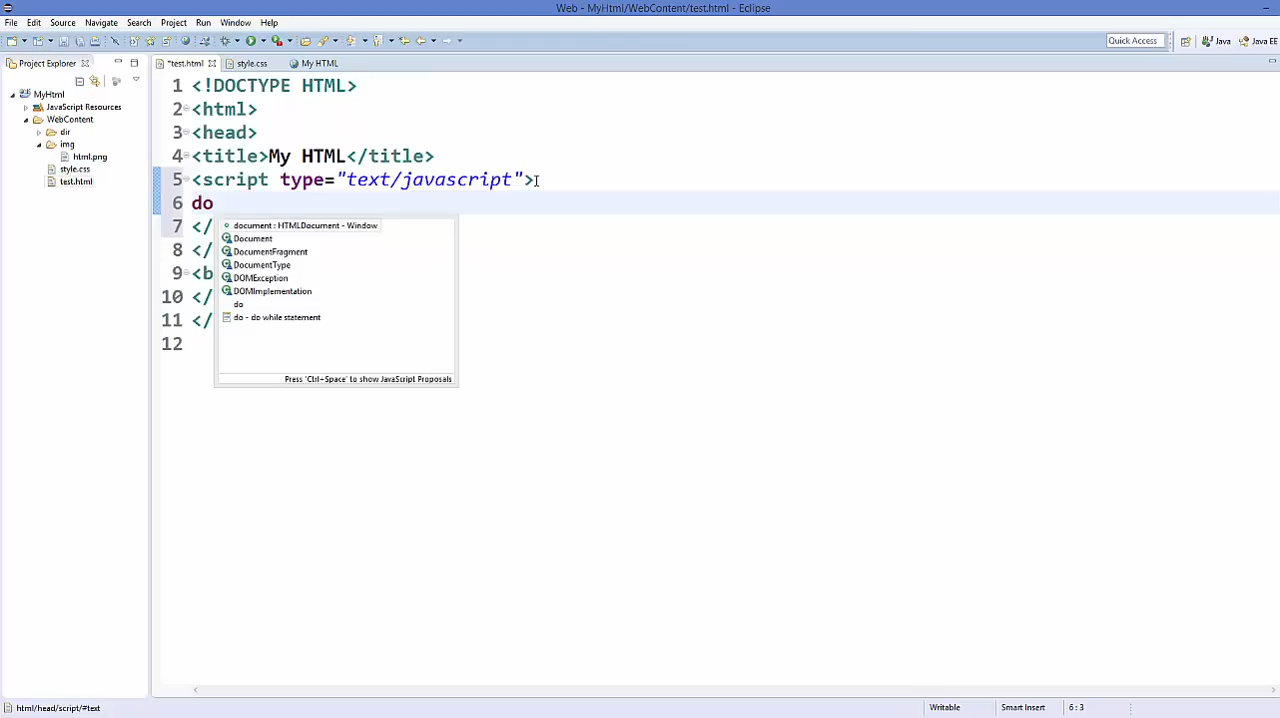 Web - MyHtml/WebContent/test.html - Eclipse
File Edit Source Navigate Search Project Run Window Help
Quick Access Java Java EE
Project Explorer
*test.html style.css My HTML
MyHtml
JavaScript Resources
WebContent
dir
img
html.png
style.css
test.html
1 <!DOCTYPE HTML>
2 <html>
3 <head>
4 <title>My HTML</title>
5 <script type="text/javascript">
6 do
7 </
8 </
9 <b
10 </
11 </
12
document : HTMLDocument - Window
Document
DocumentFragment
DocumentType
DOMException
DOMImplementation
do
do - do while statement
Press 'Ctrl+Space' to show JavaScript Proposals
html/head/script/#text Writable Smart Insert 6 : 3